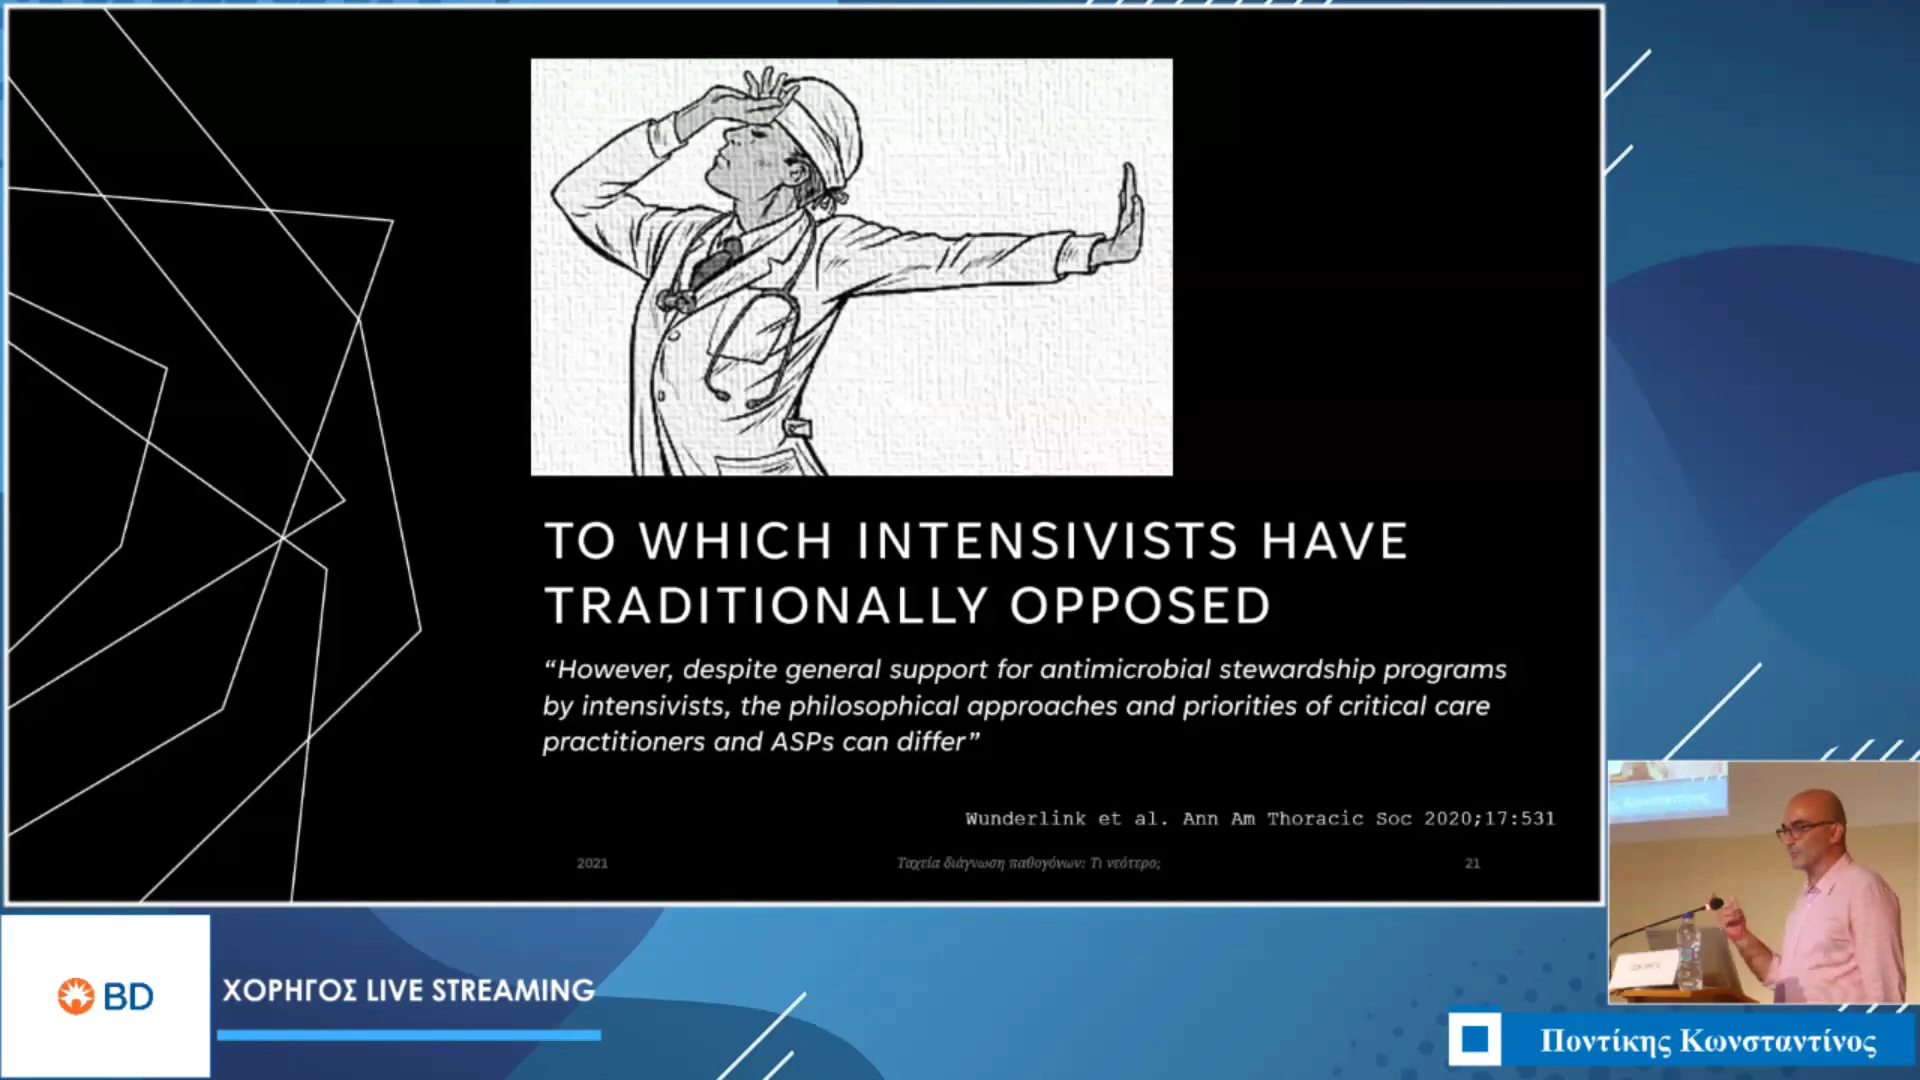 TO WHICH INTENSIVISTS HAVE
TRADITIONALLY OPPOSED
“However, despite general support for antimicrobial stewardship programs
by intensivists, the philosophical approaches and priorities of critical care
practitioners and ASPs can differ”
Wunderlink et al. Ann Am Thoracic Soc 2020;17:531
2021
Ταχεία διάγνωση παθογόνων: Τι νεότερο;
21
BD
ΧΟΡΗΓΟΣ LIVE STREAMING
Ποντίκης Κωνσταντίνος